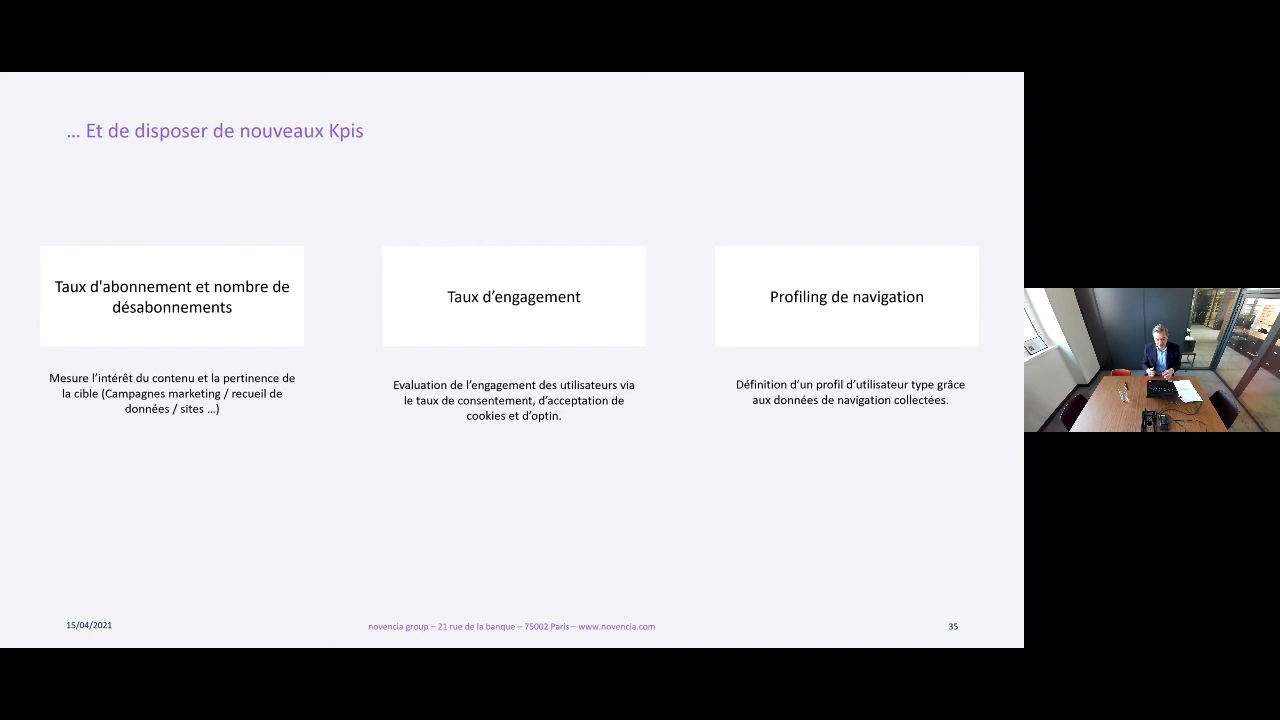 ... Et de disposer de nouveaux Kpis
Taux d'abonnement et nombre de
désabonnements
Mesure l’intérêt du contenu et la pertinence de
la cible (Campagnes marketing / recueil de
données / sites ...)
Taux d’engagement
Evaluation de l’engagement des utilisateurs via
le taux de consentement, d’acceptation de
cookies et d’optin.
Profiling de navigation
Définition d’un profil d’utilisateur type grâce
aux données de navigation collectées.
15/04/2021
novencia group – 21 rue de la banque – 75002 Paris – www.novencia.com
35